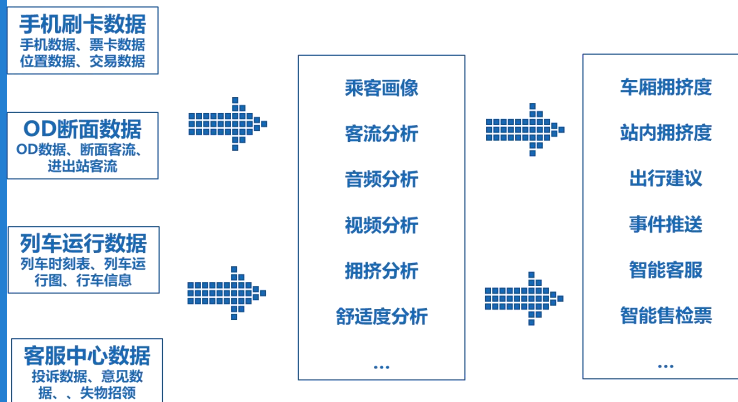 手机刷卡数据
手机数据、票卡数据
位置数据、交易数据
OD断面数据
OD数据、断面客流、
进出站客流
列车运行数据
列车时刻表、列车运
行图、行车信息
客服中心数据
投诉数据、意见数
据、、失物招领
乘客画像
客流分析
音频分析
视频分析
拥挤分析
舒适度分析
...
车厢拥挤度
站内拥挤度
出行建议
事件推送
智能客服
智能售检票
...